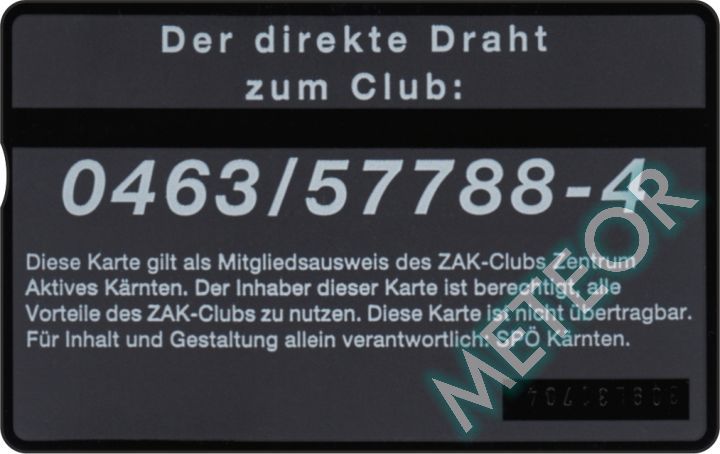 Der direkte Draht
zum Club:
0463/57788-4
Diese Karte gilt als Mitgliedsausweis des ZAK-Clubs Zentrum
Aktives Kärnten. Der Inhaber dieser Karte ist berechtigt, alle
Vorteile des ZAK-Clubs zu nutzen. Diese Karte ist nicht übertragbar.
Für Inhalt und Gestaltung allein verantwortlich: SPÖ Kärnten.
METEOR